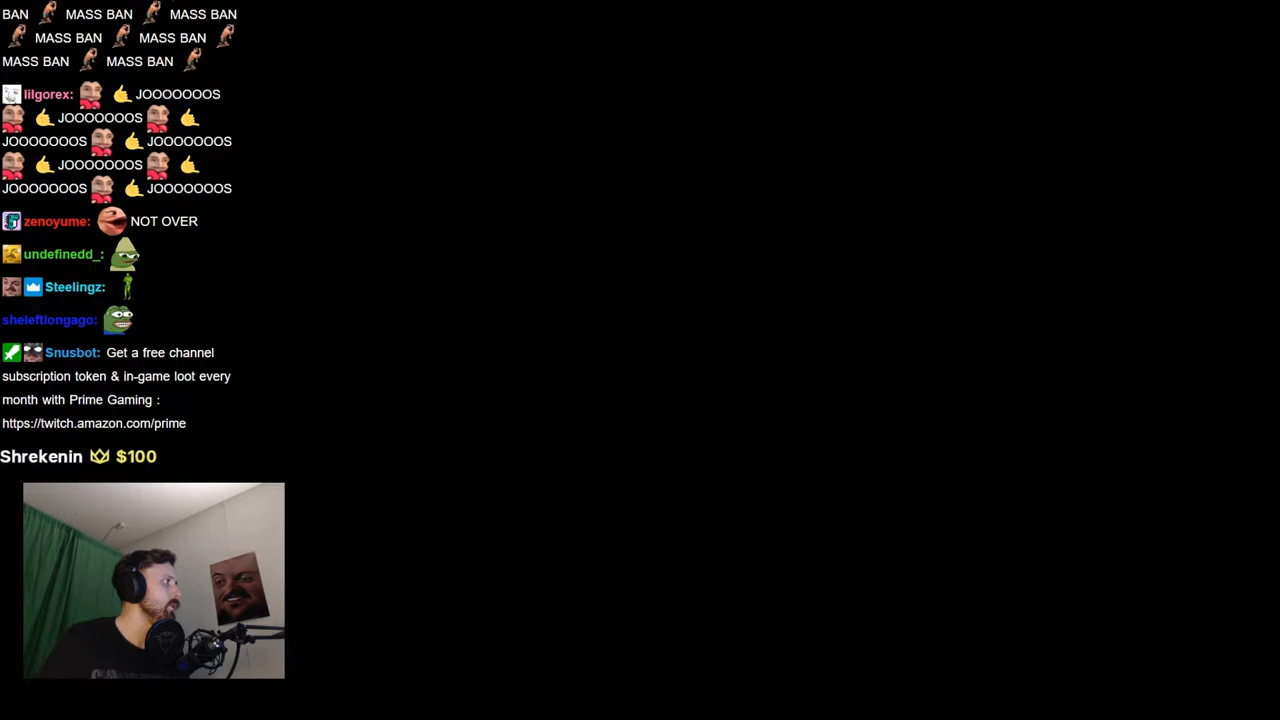 BAN MASS BAN MASS BAN
MASS BAN MASS BAN
MASS BAN MASS BAN
lilgorex: JOOOOOOOS
JOOOOOOOS
JOOOOOOOS JOOOOOOOS
JOOOOOOOS
JOOOOOOOS JOOOOOOOS
zenoyume: NOT OVER
undefinedd_:
Steelingz:
sheleftlongago:
Snusbot: Get a free channel
subscription token & in-game loot every
month with Prime Gaming :
https://twitch.amazon.com/prime
Shrekenin $100